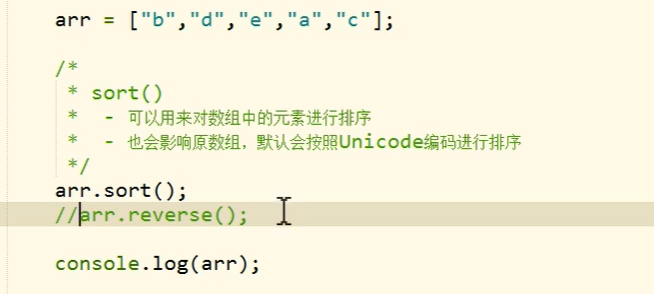 arr = ["b","d","e","a","c"];
/*
 * sort()
 *  - 可以用来对数组中的元素进行排序
 *  - 也会影响原数组，默认会按照Unicode编码进行排序
 */
arr.sort();
//arr.reverse();
console.log(arr);